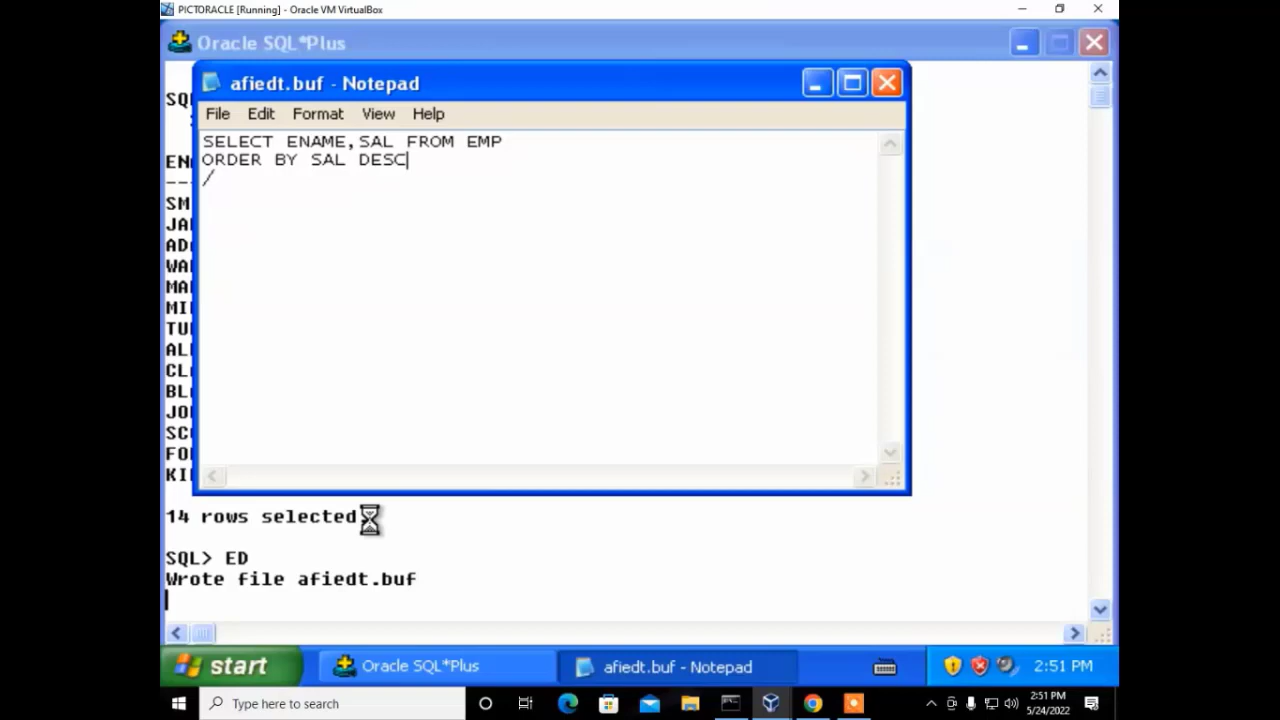 PICTORACLE [Running] - Oracle VM VirtualBox
Oracle SQL*Plus
afiedt.buf - Notepad
File Edit Format View Help
SELECT ENAME,SAL FROM EMP
ORDER BY SAL DESC
/
14 rows selected
SQL> ED
Wrote file afiedt.buf
start
Oracle SQL*Plus
afiedt.buf - Notepad
2:51 PM
Type here to search
2:51 PM
5/24/2022